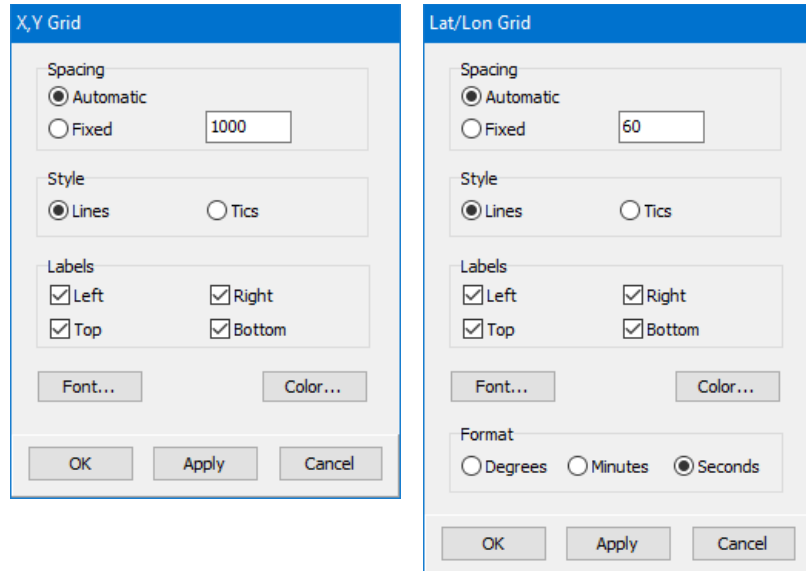 X,Y Grid
Spacing
Automatic
Fixed 1000
Style
Lines Tics
Labels
Left Right
Top Bottom
Font... Color...
OK Apply Cancel
Lat/Lon Grid
Spacing
Automatic
Fixed 60
Style
Lines Tics
Labels
Left Right
Top Bottom
Font... Color...
Format
Degrees Minutes Seconds
OK Apply Cancel